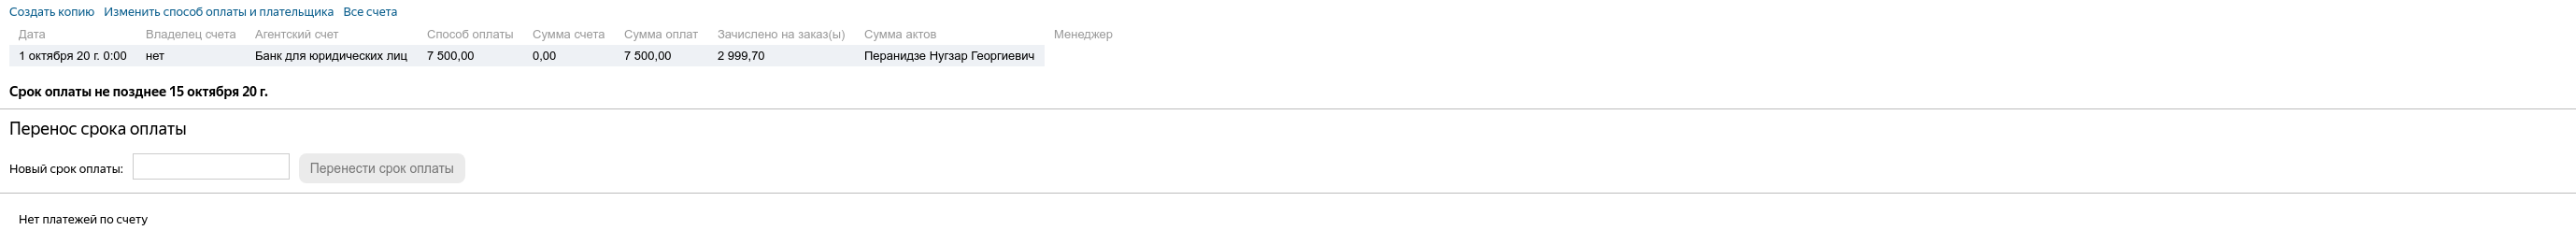 Создать копию Изменить способ оплаты и плательщика Все счета
Дата Владелец счета Агентский счет Способ оплаты Сумма счета Сумма оплат Зачислено на заказ(ы) Сумма актов Менеджер
1 октября 20 г. 0:00 нет Банк для юридических лиц 7 500,00 0,00 7 500,00 2 999,70 Перанидзе Нугзар Георгиевич
Срок оплаты не позднее 15 октября 20 г.
Перенос срока оплаты
Новый срок оплаты: Перенести срок оплаты
Нет платежей по счету